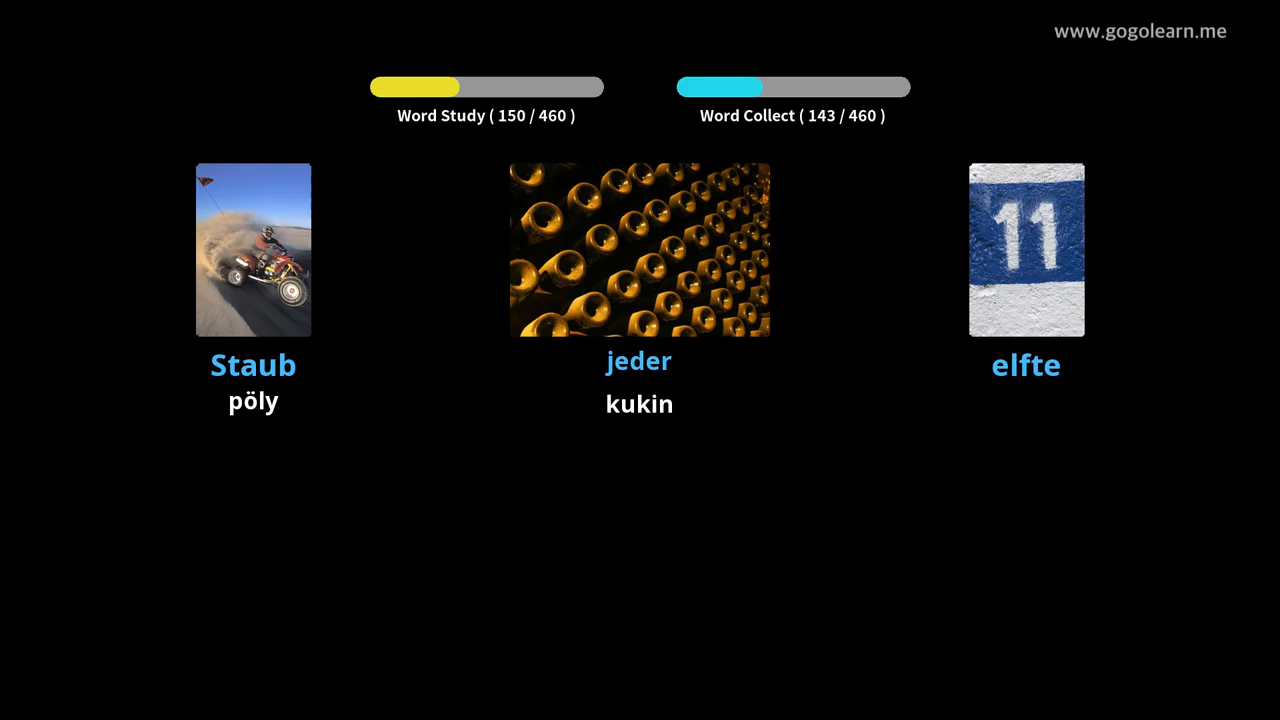 www.gogolearn.me
Word Study ( 150 / 460 )
Word Collect ( 143 / 460 )
11
Staub
pöly
jeder
kukin
elfte